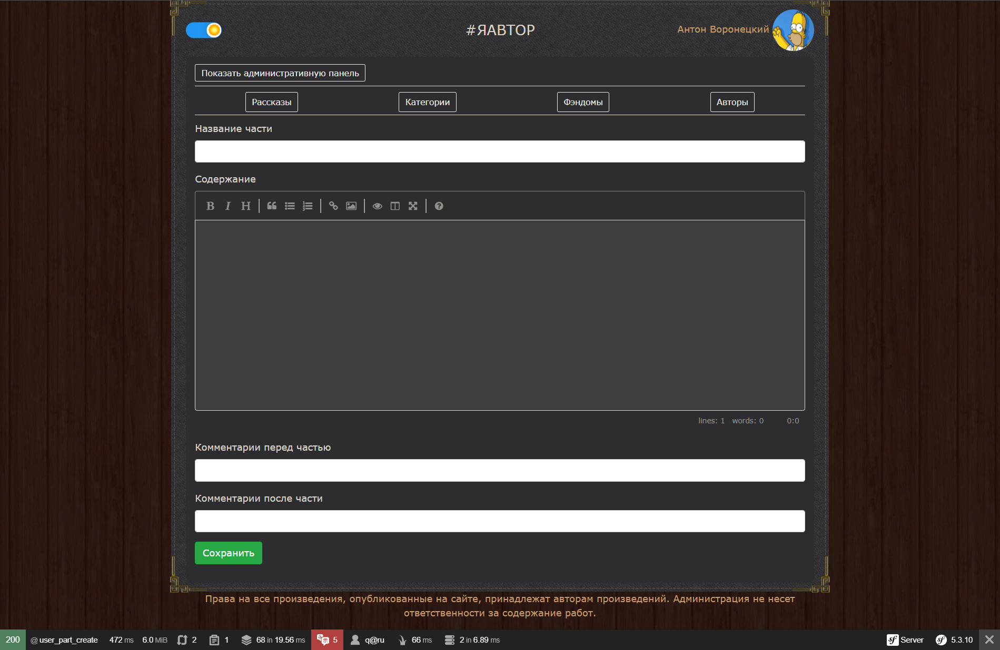 #ЯАВТОР
Антон Воронецкий
Показать административную панель
Рассказы
Категории
Фэндомы
Авторы
Название части
Содержание
B I H
lines: 1 words: 0 0:0
Комментарии перед частью
Комментарии после части
Сохранить
Права на все произведения, опубликованные на сайте, принадлежат авторам произведений. Администрация не несет
ответственности за содержание работ.
200 @ user_part_create 472 ms 6.0 MiB 2 1 68 in 19.56 ms 5 q@ru 66 ms 2 in 6.89 ms sf Server sf 5.3.10